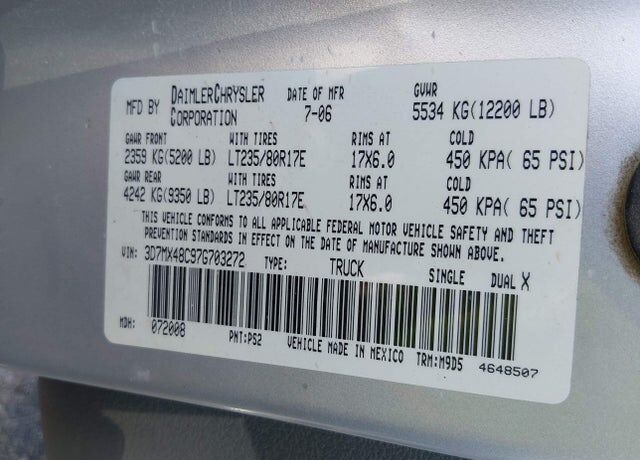 MFD BY DAIMLERCHRYSLER CORPORATION DATE OF MFR 7-06 GVWR 5534 KG(12200 LB)
GAWR FRONT WITH TIRES RIMS AT COLD
2359 KG(5200 LB) LT235/80R17E 17X6.0 450 KPA( 65 PSI)
GAWR REAR WITH TIRES RIMS AT COLD
4242 KG(9350 LB) LT235/80R17E 17X6.0 450 KPA( 65 PSI)
THIS VEHICLE CONFORMS TO ALL APPLICABLE FEDERAL MOTOR VEHICLE SAFETY AND THEFT
PREVENTION STANDARDS IN EFFECT ON THE DATE OF MANUFACTURE SHOWN ABOVE.
VIN: 3D7MX48C97G703272 TYPE: TRUCK SINGLE DUAL X
MDH: 072008 PNT:PS2 VEHICLE MADE IN MEXICO TRM:M9D5 4648507